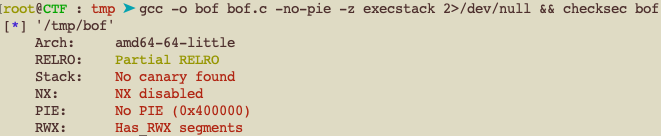 [root@CTF : tmp ➤ gcc -o bof bof.c -no-pie -z execstack 2>/dev/null && checksec bof
[*] '/tmp/bof'
Arch: amd64-64-little
RELRO: Partial RELRO
Stack: No canary found
NX: NX disabled
PIE: No PIE (0x400000)
RWX: Has RWX segments